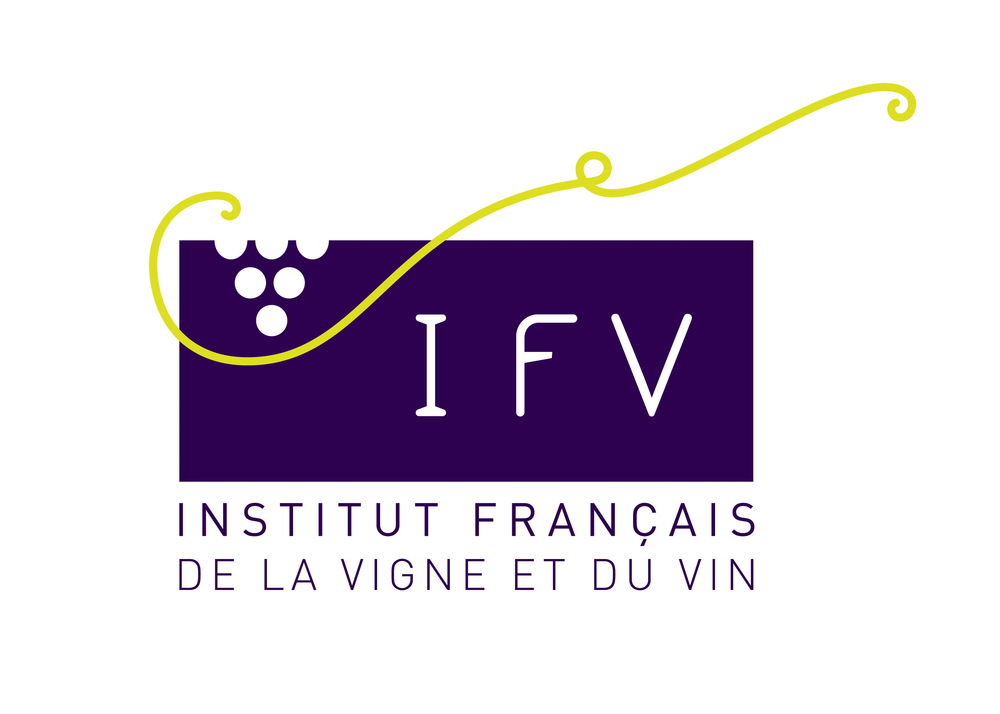 IFV
INSTITUT FRANÇAIS
DE LA VIGNE ET DU VIN